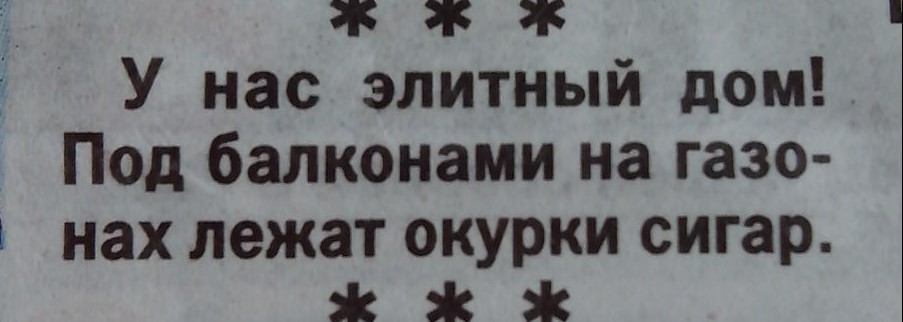 * * *
У нас элитный дом!
Под балконами на газо-
нах лежат окурки сигар.
* * *